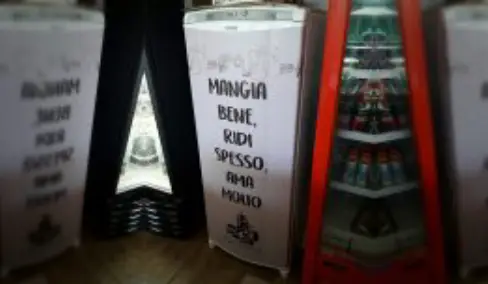 MANGIA
BENE,
RIDI
SPESSO,
AMA
MOLTO